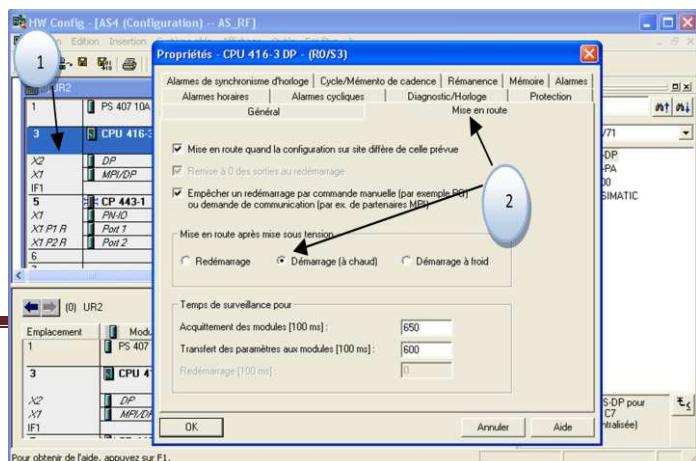 HW Config - [AS4 (Configuration) -- AS_RF]
Edition Insertion
1
UR2
1 PS 407 10A
3 CPU 416-3
X2 DP
X1 MPI/DP
IF1
5 CP 443-1
X1 PN-IO
X1 P1 R Port 1
X1 P2 R Port 2
6
Propriétés - CPU 416-3 DP - (R0/S3)
Alarmes de synchronisme d'horloge Cycle/Mémento de cadence Rémanence Mémoire Alarmes
Alarmes horaires Alarmes cycliques Diagnostic/Horloge Protection
Général Mise en route
Mise en route quand la configuration sur site diffère de celle prévue
Remise à 0 des sorties au redémarrage
Empêcher un redémarrage par commande manuelle (par exemple PG)
ou demande de communication (par ex. de partenaires MPI)
2
Mise en route après mise sous tension
Redémarrage Démarrage (à chaud) Démarrage à froid
Temps de surveillance pour
Acquittement des modules [100 ms] : 650
Transfert des paramètres aux modules [100 ms] : 600
Redémarrage [100 ms] : 0
OK Annuler Aide
(0) UR2
Emplacement Modu
1 PS 407
3 CPU 4
X2 DP
X1 MPI/DP
IF1
-DP
-PA
00
SIMATIC
S-DP pour
C7
ntralisée)
Pour obtenir de l'aide, appuyez sur F1.